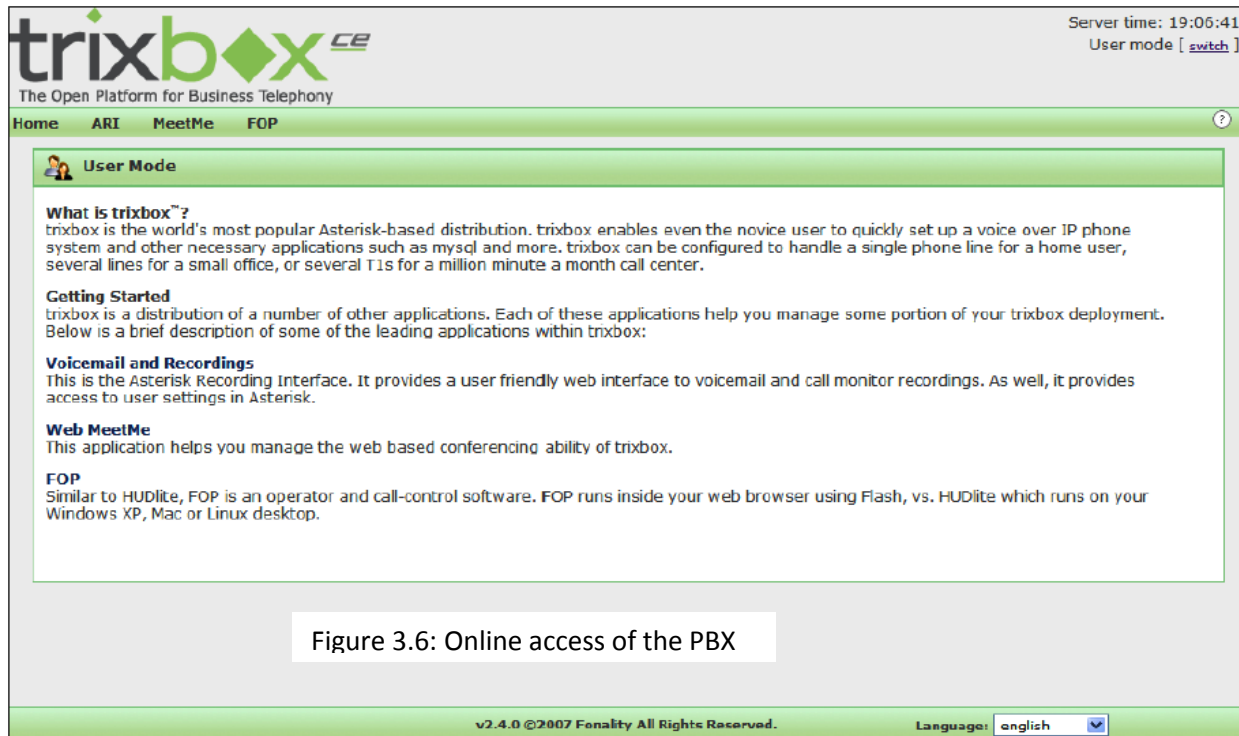 trixbox CE
The Open Platform for Business Telephony
Server time: 19:06:41
User mode [ switch ]
Home ARI MeetMe FOP ?
User Mode
What is trixbox™?
trixbox is the world's most popular Asterisk-based distribution. trixbox enables even the novice user to quickly set up a voice over IP phone
system and other necessary applications such as mysql and more. trixbox can be configured to handle a single phone line for a home user,
several lines for a small office, or several T1s for a million minute a month call center.
Getting Started
trixbox is a distribution of a number of other applications. Each of these applications help you manage some portion of your trixbox deployment.
Below is a brief description of some of the leading applications within trixbox:
Voicemail and Recordings
This is the Asterisk Recording Interface. It provides a user friendly web interface to voicemail and call monitor recordings. As well, it provides
access to user settings in Asterisk.
Web MeetMe
This application helps you manage the web based conferencing ability of trixbox.
FOP
Similar to HUDlite, FOP is an operator and call-control software. FOP runs inside your web browser using Flash, vs. HUDlite which runs on your
Windows XP, Mac or Linux desktop.
Figure 3.6: Online access of the PBX
v2.4.0 ©2007 Fonality All Rights Reserved.
Language: english